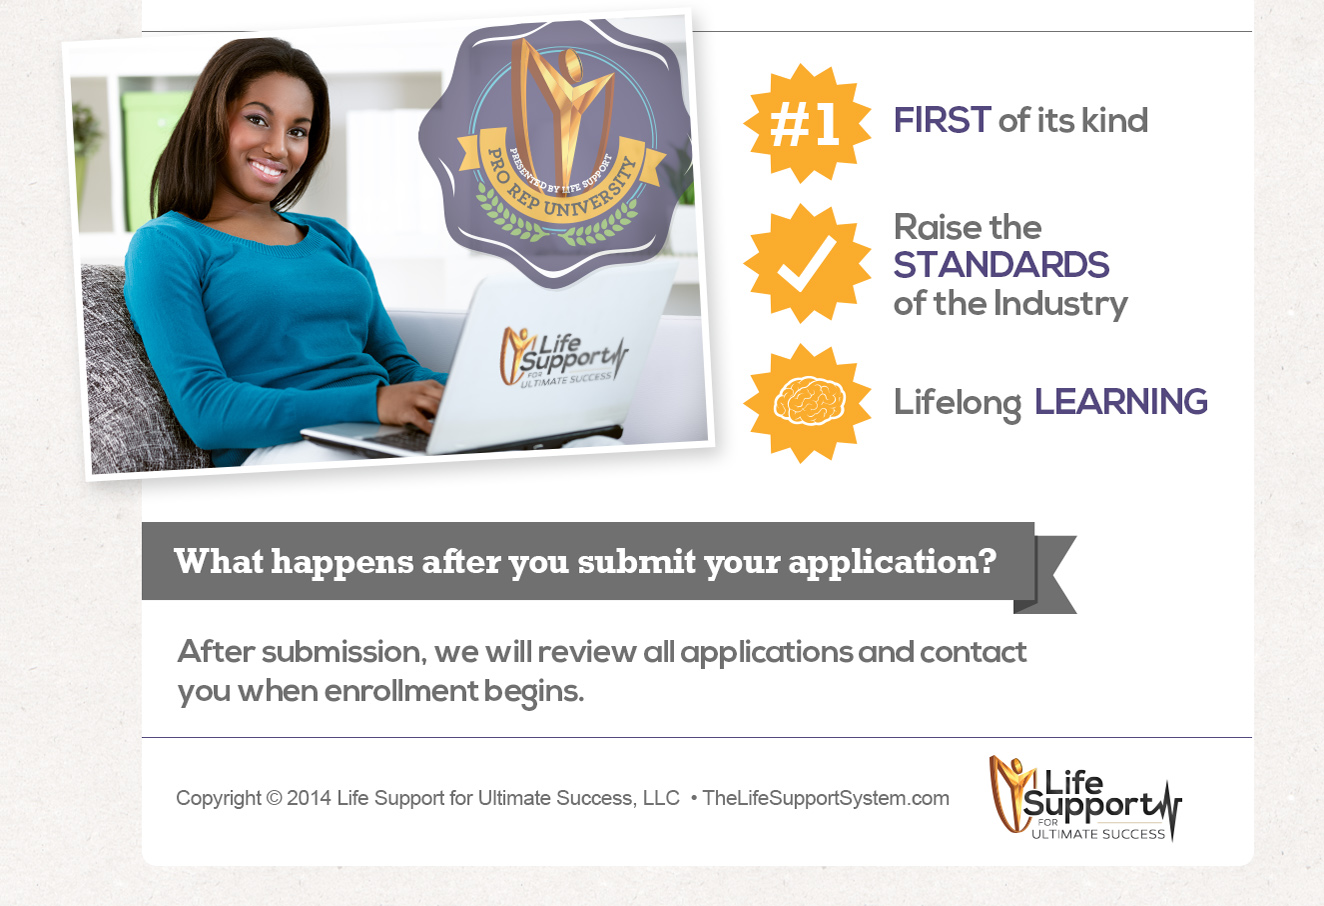 PRESENTED BY LIFE SUPPORT
PRO REP UNIVERSITY
Life
Support
FOR
ULTIMATE SUCCESS
#1
FIRST of its kind
Raise the
STANDARDS
of the Industry
Lifelong LEARNING
What happens after you submit your application?
After submission, we will review all applications and contact
you when enrollment begins.
Copyright © 2014 Life Support for Ultimate Success, LLC • TheLifeSupportSystem.com
Life
Support
FOR
ULTIMATE SUCCESS